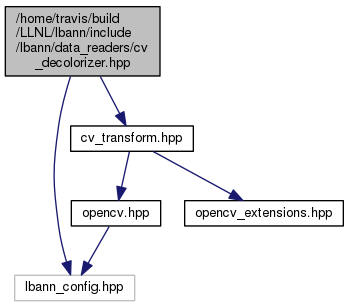 /home/travis/build
/LLNL/lbann/include
/lbann/data_readers/cv
_decolorizer.hpp
cv_transform.hpp
opencv.hpp
opencv_extensions.hpp
lbann_config.hpp